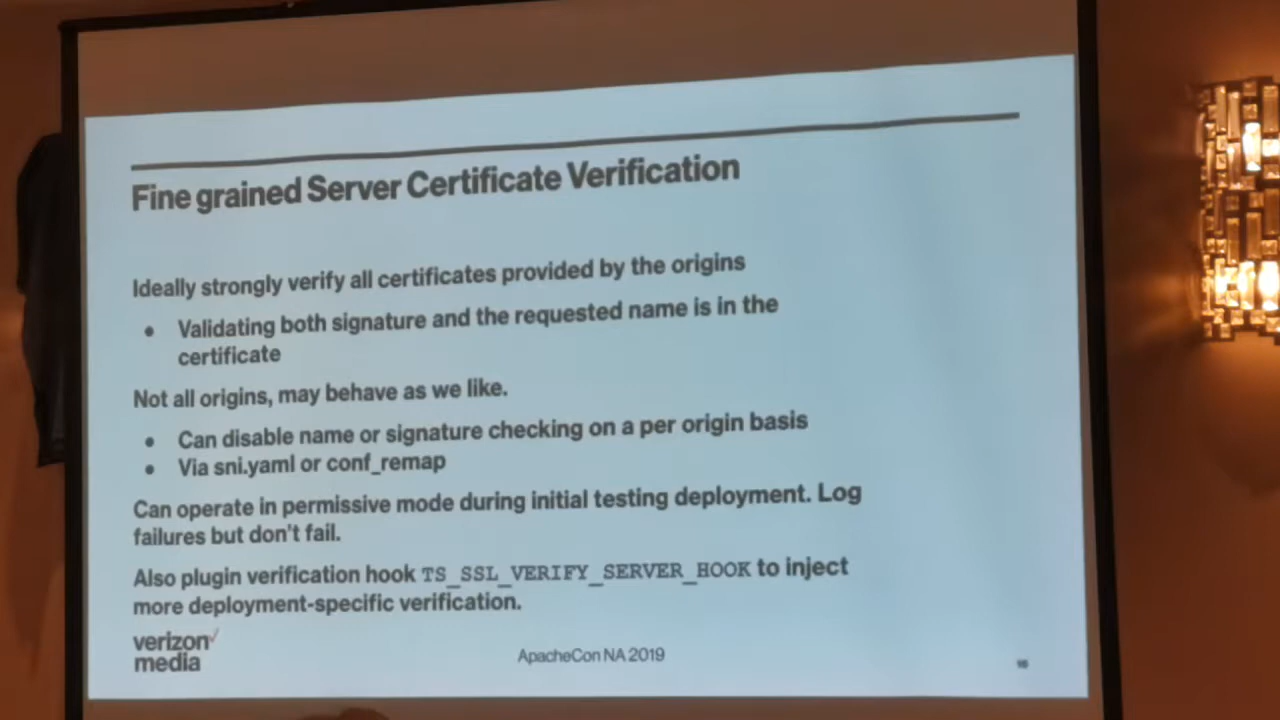 Fine grained Server Certificate Verification
Ideally strongly verify all certificates provided by the origins
• Validating both signature and the requested name is in the
certificate
Not all origins, may behave as we like.
• Can disable name or signature checking on a per origin basis
• Via sni.yaml or conf_remap
Can operate in permissive mode during initial testing deployment. Log
failures but don't fail.
Also plugin verification hook TS_SSL_VERIFY_SERVER_HOOK to inject
more deployment-specific verification.
verizon✓
media
ApacheCon NA 2019